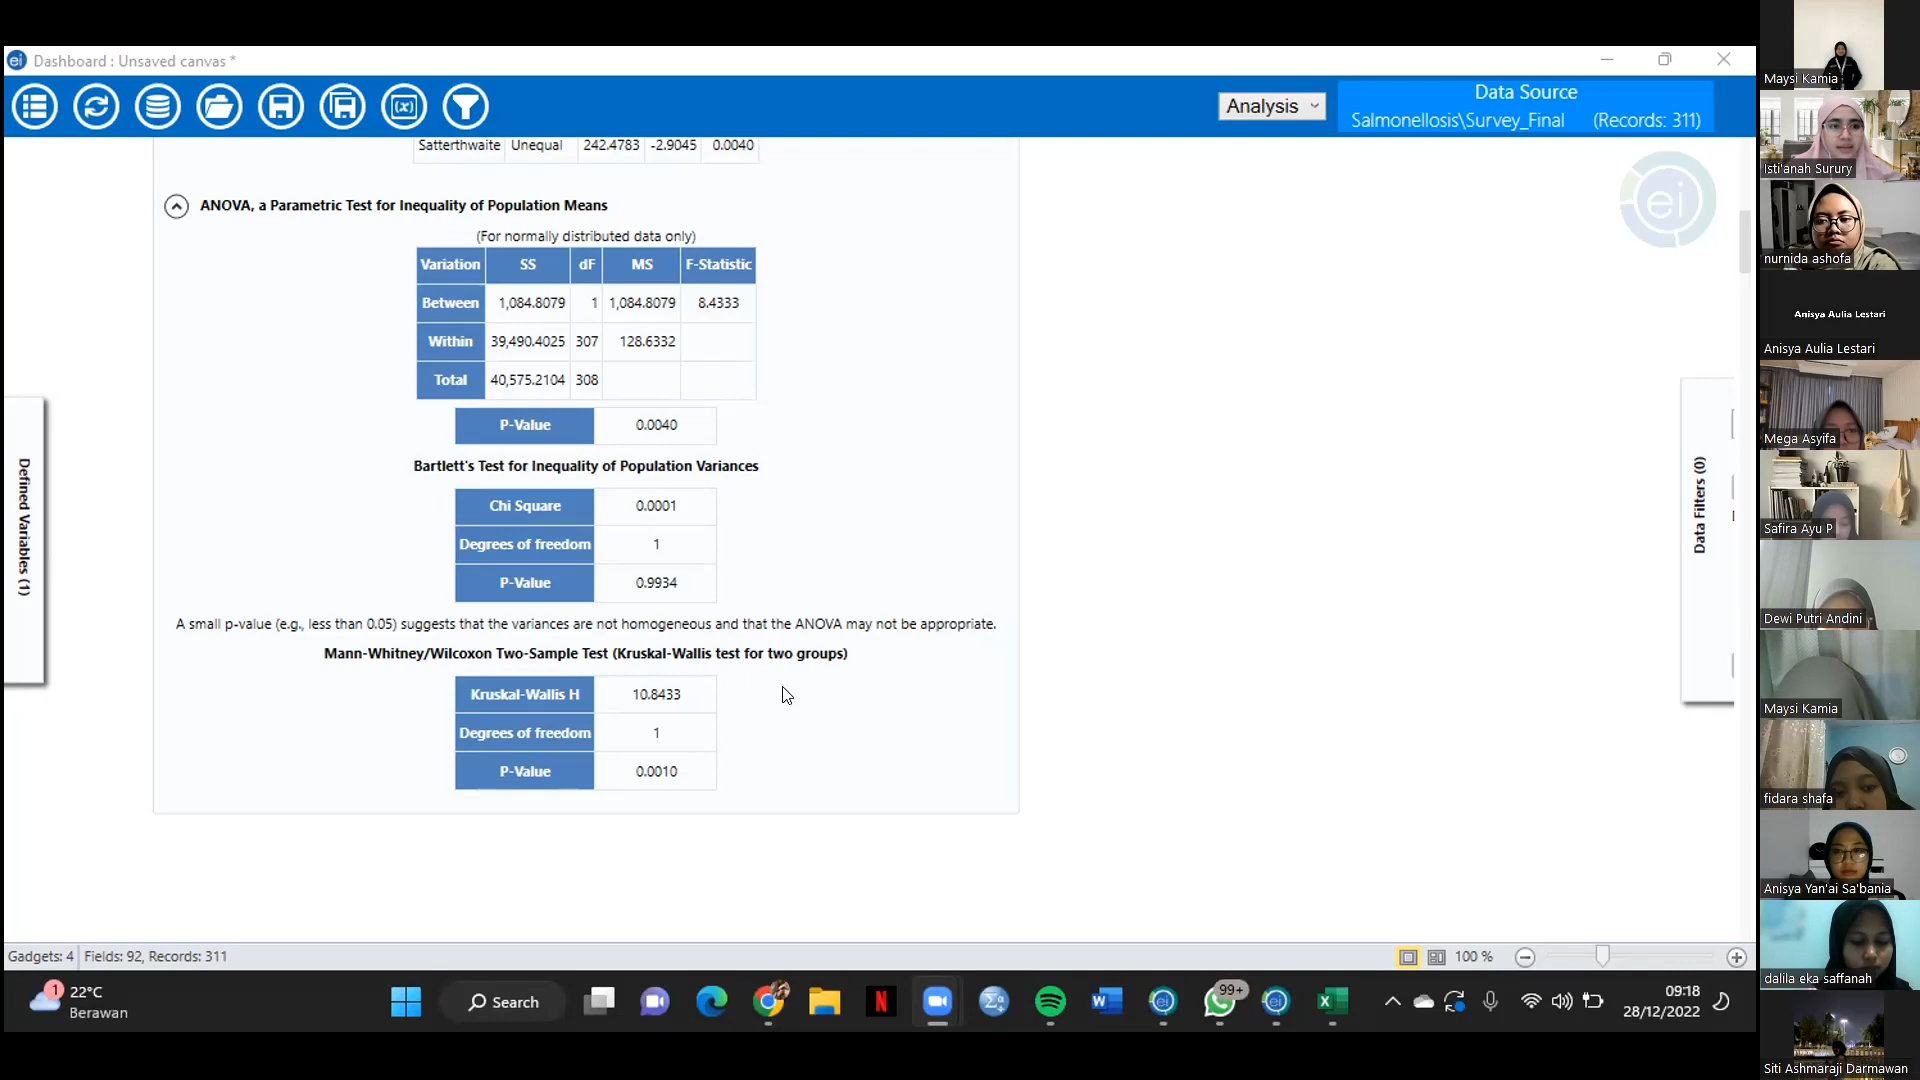 ei Dashboard : Unsaved canvas *
Analysis
Data Source
Salmonellosis\Survey_Final (Records: 311)
Satterthwaite Unequal 242.4783 -2.9045 0.0040
ANOVA, a Parametric Test for Inequality of Population Means
(For normally distributed data only)
Variation SS dF MS F-Statistic
Between 1,084.8079 1 1,084.8079 8.4333
Within 39,490.4025 307 128.6332
Total 40,575.2104 308
P-Value 0.0040
Bartlett's Test for Inequality of Population Variances
Chi Square 0.0001
Degrees of freedom 1
P-Value 0.9934
A small p-value (e.g., less than 0.05) suggests that the variances are not homogeneous and that the ANOVA may not be appropriate.
Mann-Whitney/Wilcoxon Two-Sample Test (Kruskal-Wallis test for two groups)
Kruskal-Wallis H 10.8433
Degrees of freedom 1
P-Value 0.0010
Defined Variables (1)
Data Filters (0)
ei
Gadgets: 4 Fields: 92, Records: 311
100 %
1
22°C
Berawan
Search
99+
09:18
28/12/2022
Maysi Kamia
Isti'anah Surury
nurnida ashofa
Anisya Aulia Lestari
Anisya Aulia Lestari
Mega Asyifa
Safira Ayu P
Dewi Putri Andini
Maysi Kamia
fidara shafa
Anisya Yan'ai Sa'bania
dalila eka saffanah
Siti Ashmaraji Darmawan